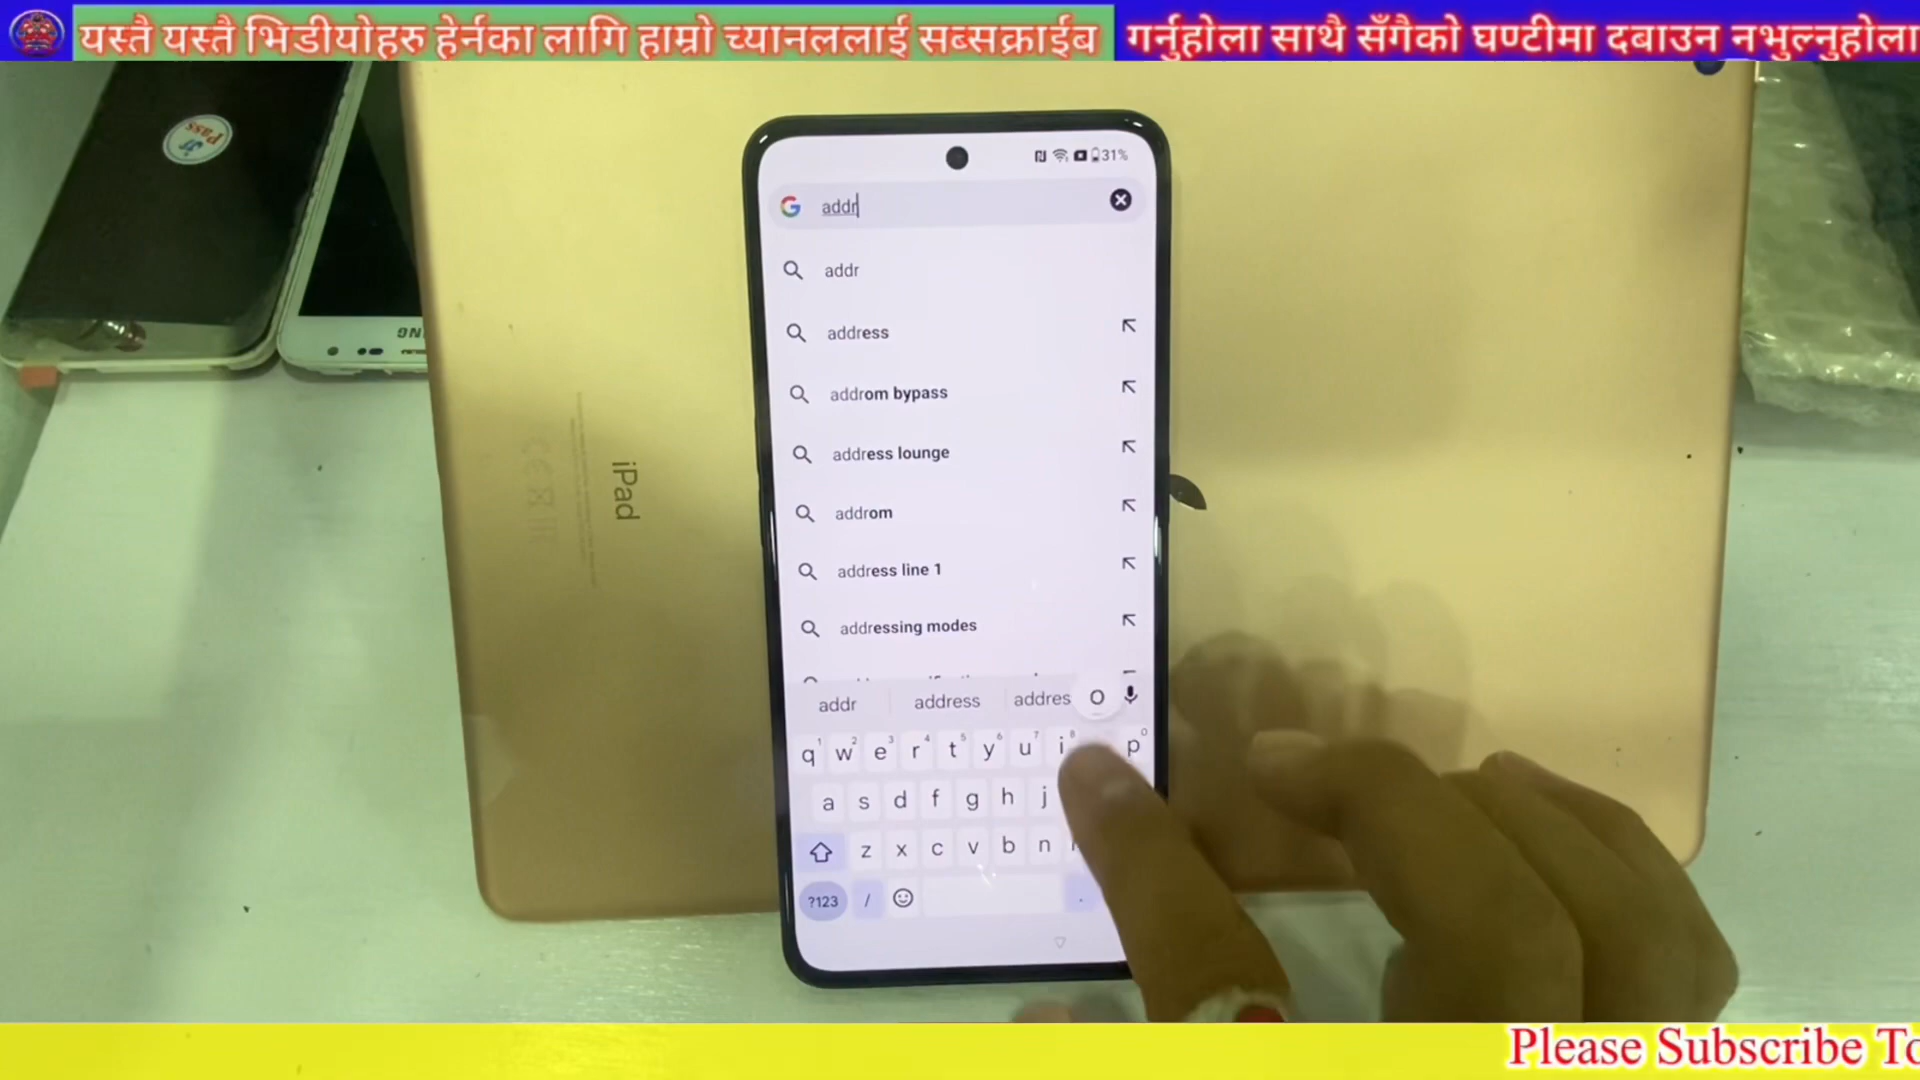 यस्तै यस्तै भिडीयोहरु हेर्नका लागि हाम्रो च्यानललाई सब्सक्राईब गर्नुहोला साथै सँगैको घण्टीमा दबाउन नभुल्नुहोला
Pass
31%
addr
addr
address
addrom bypass
address lounge
addrom
address line 1
addressing modes
iPad
addr address addres o
q w e r t y u i p
a s d f g h j
z x c v b n
?123 / .
Please Subscribe To